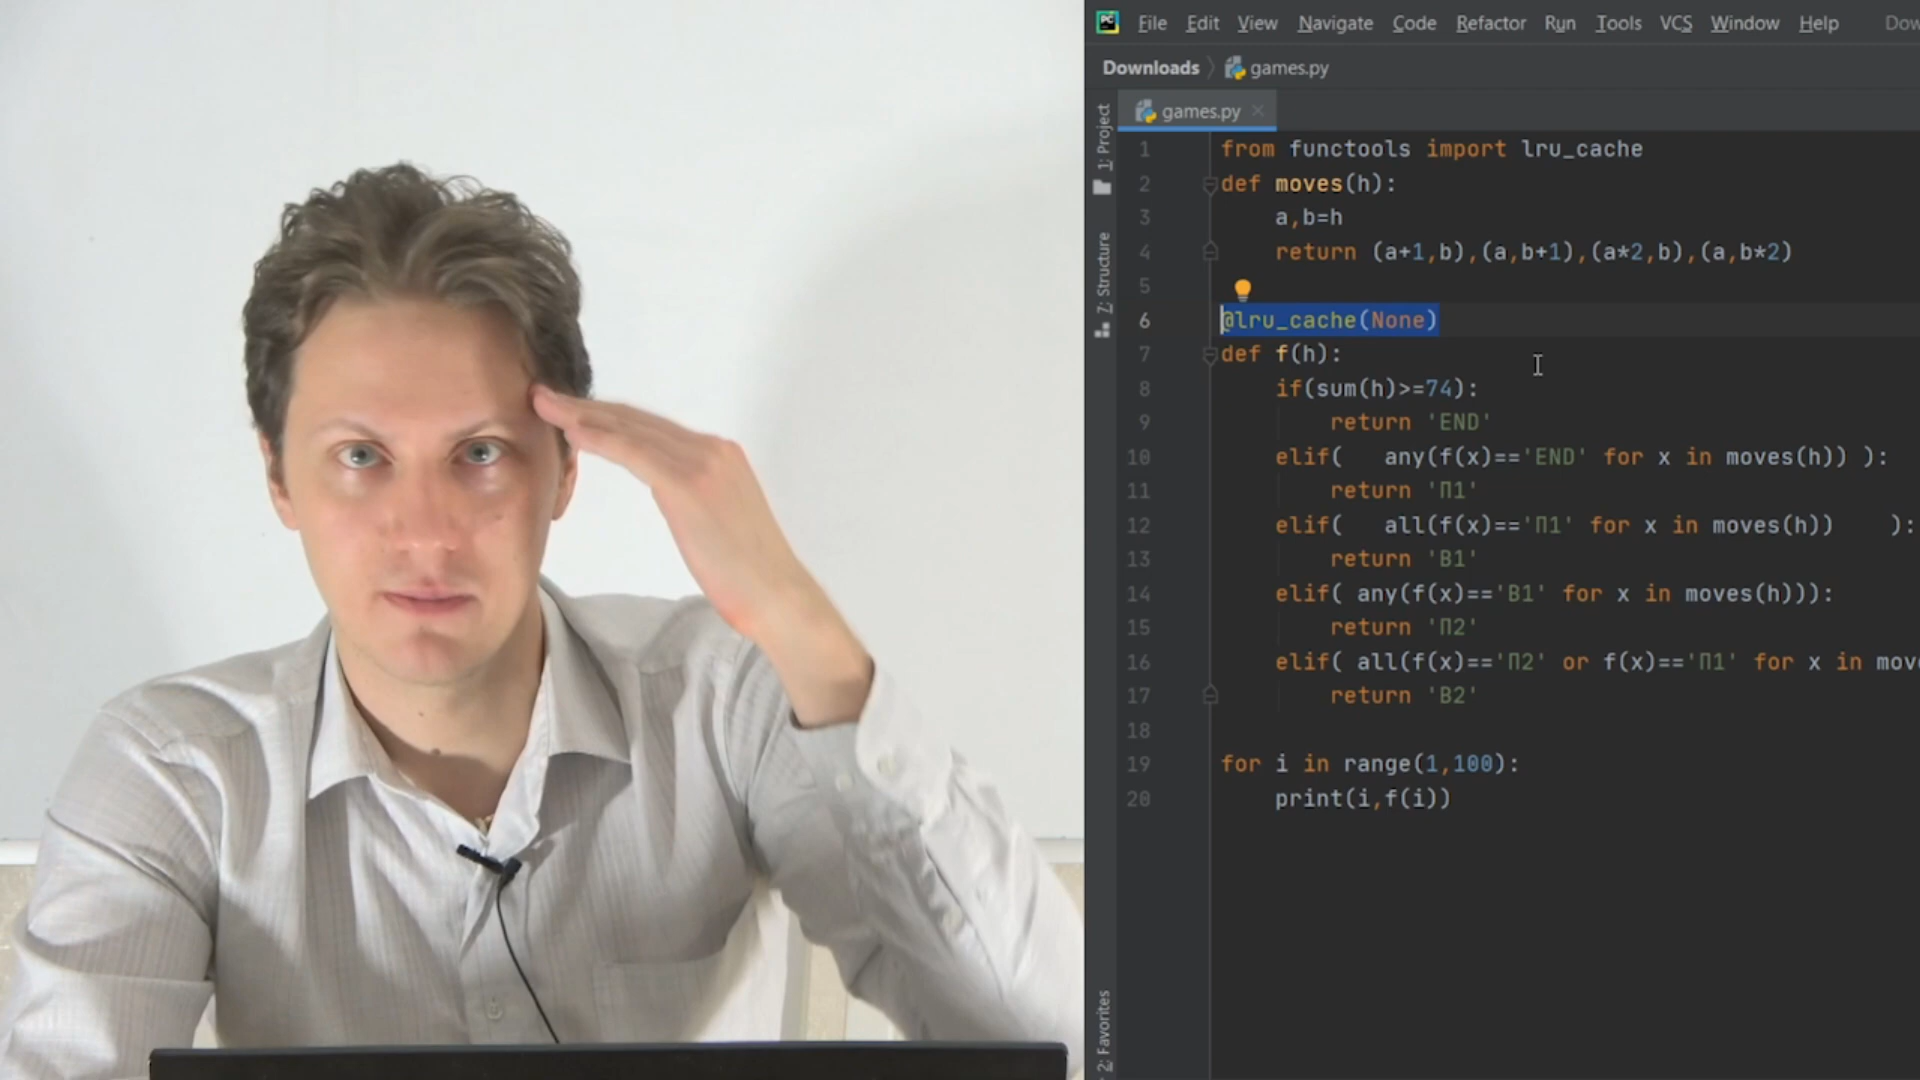 File Edit View Navigate Code Refactor Run Tools VCS Window Help Dow
Downloads games.py
games.py
1: Project
Z: Structure
2: Favorites
1 from functools import lru_cache
2 def moves(h):
3 a,b=h
4 return (a+1,b),(a,b+1),(a*2,b),(a,b*2)
5
6 @lru_cache(None)
7 def f(h):
8 if(sum(h)>=74):
9 return 'END'
10 elif( any(f(x)=='END' for x in moves(h)) ):
11 return 'П1'
12 elif( all(f(x)=='П1' for x in moves(h)) ):
13 return 'В1'
14 elif( any(f(x)=='В1' for x in moves(h))):
15 return 'П2'
16 elif( all(f(x)=='П2' or f(x)=='П1' for x in mov
17 return 'В2'
18
19 for i in range(1,100):
20 print(i,f(i))